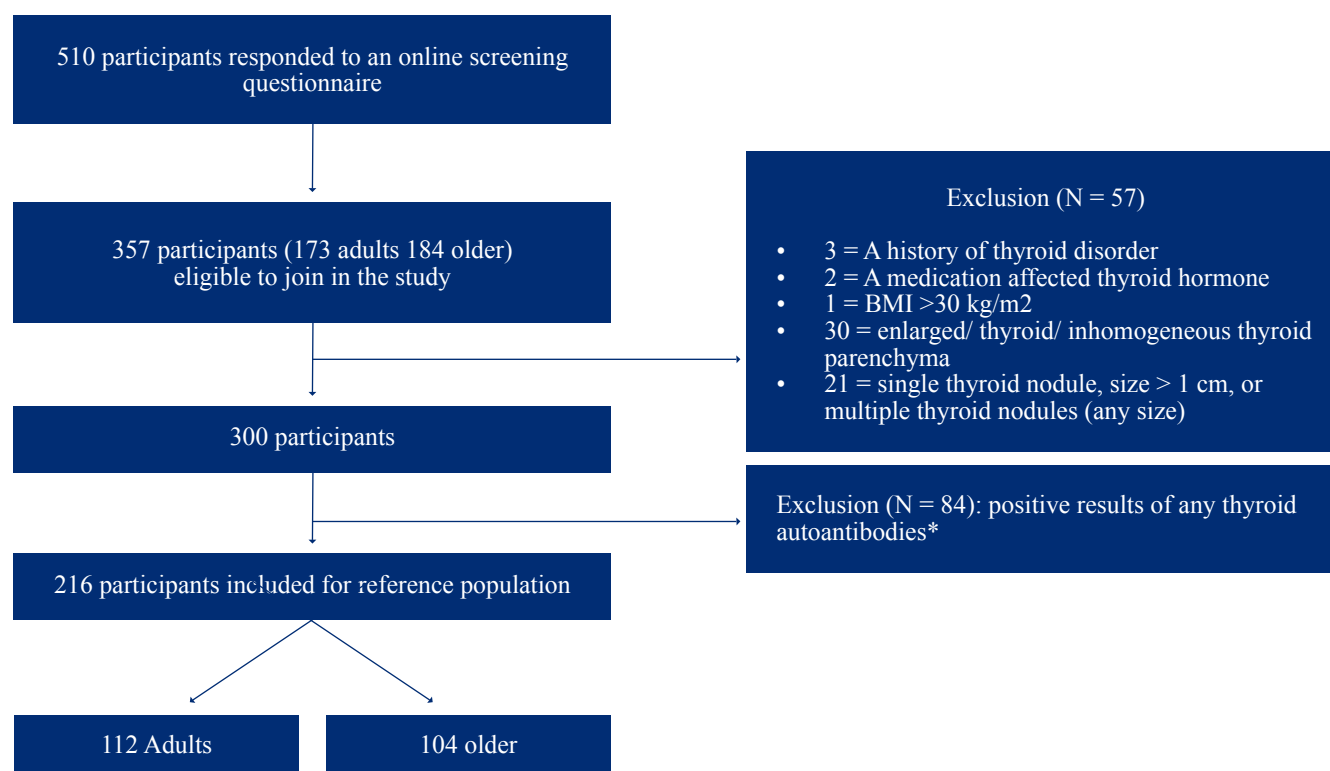 510 participants responded to an online screening
questionnaire
357 participants (173 adults 184 older)
eligible to join in the study
Exclusion (N = 57)
• 3 = A history of thyroid disorder
• 2 = A medication affected thyroid hormone
• 1 = BMI >30 kg/m2
• 30 = enlarged/ thyroid/ inhomogeneous thyroid
parenchyma
• 21 = single thyroid nodule, size > 1 cm, or
multiple thyroid nodules (any size)
300 participants
Exclusion (N = 84): positive results of any thyroid
autoantibodies*
216 participants included for reference population
112 Adults
104 older